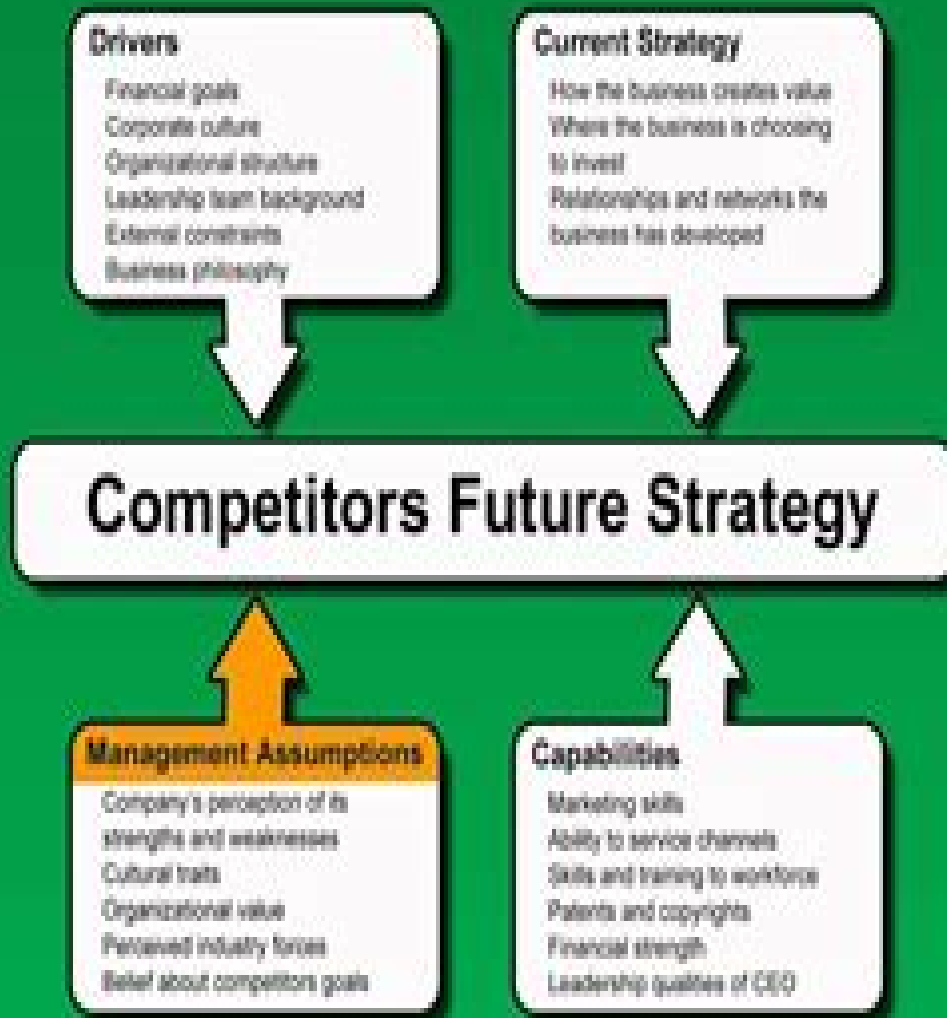 Drivers
Financial goals
Corporate culture
Organizational structure
Leadership team background
External constraints
Business philosophy
Current Strategy
How the business creates value
Where the business is choosing
to invest
Relationships and networks the
business has developed
Competitors Future Strategy
Management Assumptions
Company's perception of its
strengths and weaknesses
Cultural traits
Organizational value
Perceived industry forces
Belief about competitors goals
Capabilities
Marketing skills
Ability to service channels
Skills and training to workforce
Patents and copyrights
Financial strength
Leadership qualities of CEO